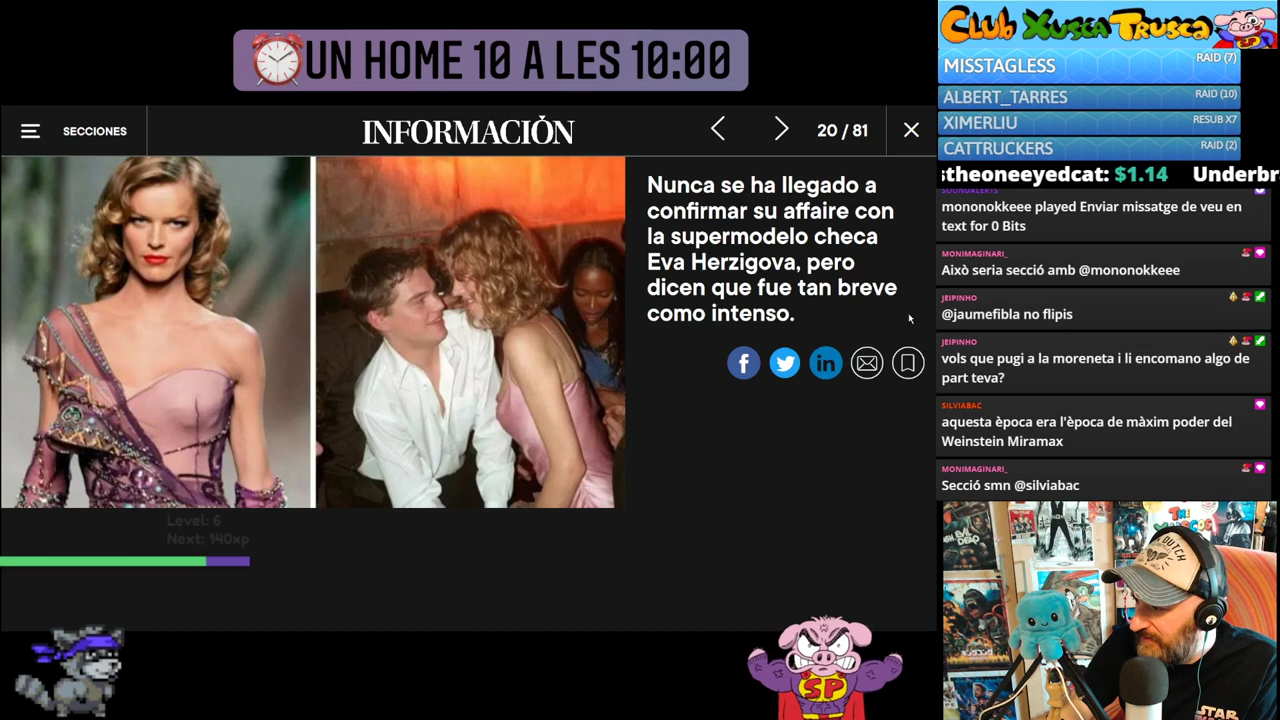 UN HOME 10 A LES 10:00
SECCIONES
INFORMACIÓN
20 / 81
Nunca se ha llegado a
confirmar su affaire con
la supermodelo checa
Eva Herzigova, pero
dicen que fue tan breve
como intenso.
Level: 6
Next: 140xp
SP
Club Xusca Trusca
MISSTAGLESS RAID (7)
ALBERT_TARRES RAID (10)
XIMERLIU RESUB X7
CATTRUCKERS RAID (2)
stheoneeyedcat: $1.14 Underbr
SOUNDALERTS
mononokkeee played Enviar missatge de veu en
text for 0 Bits
MONIMAGINARI_
Això seria secció amb @mononokkeee
JEIPINHO
@jaumefibla no flipis
JEIPINHO
vols que pugi a la moreneta i li encomano algo de
part teva?
SILVIABAC
aquesta època era l'època de màxim poder del
Weinstein Miramax
MONIMAGINARI_
Secció smn @silviabac
DUTCH
STAR